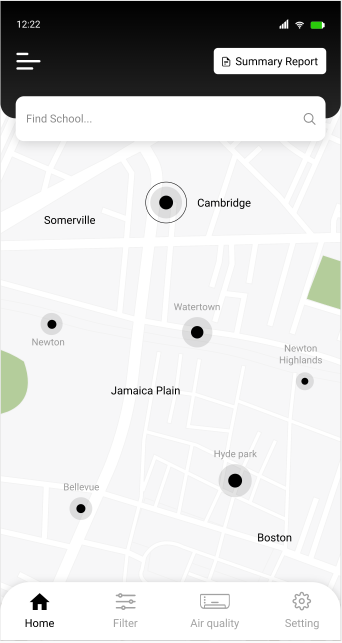 12:22
Summary Report
Find School...
Cambridge
Somerville
Watertown
Newton
Newton
Highlands
Jamaica Plain
Hyde park
Bellevue
Boston
Home
Filter
Air quality
Setting